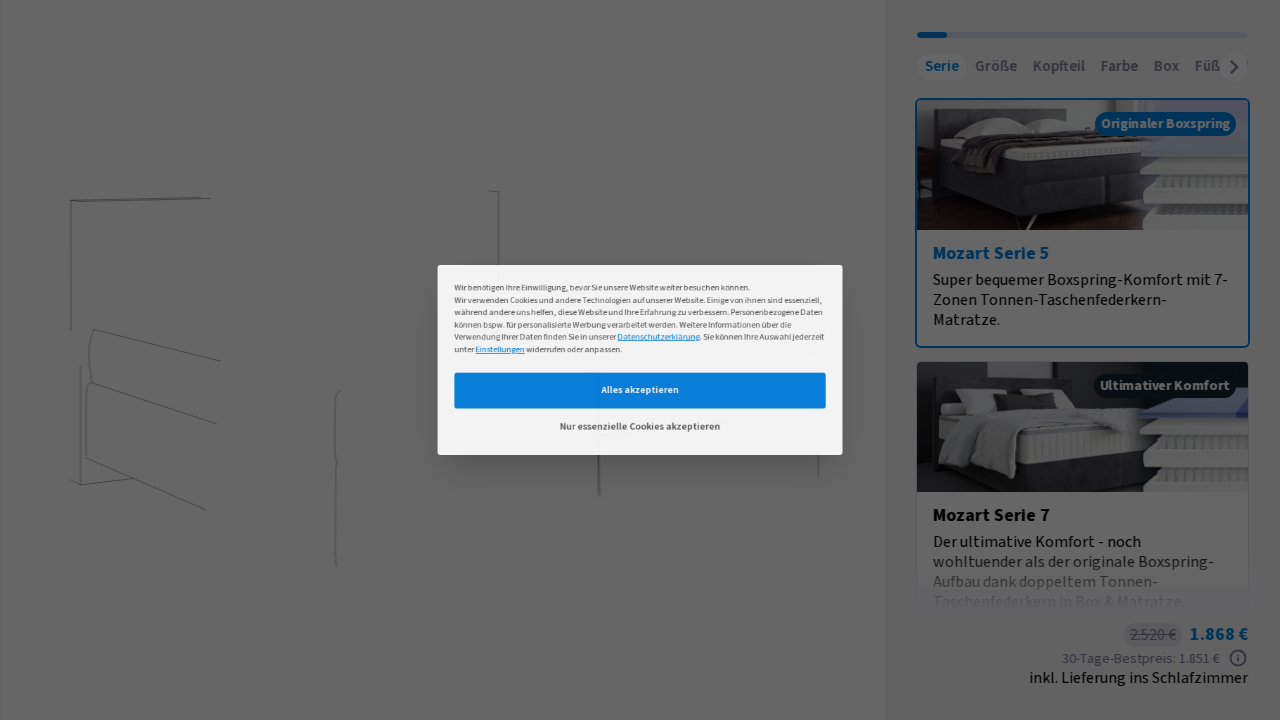 Serie Größe Kopfteil Farbe Box Füß
Originaler Boxspring
Mozart Serie 5
Super bequemer Boxspring-Komfort mit 7-
Zonen Tonnen-Taschenfederkern-
Matratze.
Ultimativer Komfort
Mozart Serie 7
Der ultimative Komfort - noch
wohltuender als der originale Boxspring-
Aufbau dank doppeltem Tonnen-
Taschenfederkern in Box & Matratze.
2.520 € 1.868 €
30-Tage-Bestpreis: 1.851 €
inkl. Lieferung ins Schlafzimmer
Wir benötigen Ihre Einwilligung, bevor Sie unsere Website weiter besuchen können.
Wir verwenden Cookies und andere Technologien auf unserer Website. Einige von ihnen sind essenziell,
während andere uns helfen, diese Website und Ihre Erfahrung zu verbessern. Personenbezogene Daten
können bspw. für personalisierte Werbung verarbeitet werden. Weitere Informationen über die
Verwendung Ihrer Daten finden Sie in unserer Datenschutzerklärung. Sie können Ihre Auswahl jederzeit
unter Einstellungen widerrufen oder anpassen.
Alles akzeptieren
Nur essenzielle Cookies akzeptieren